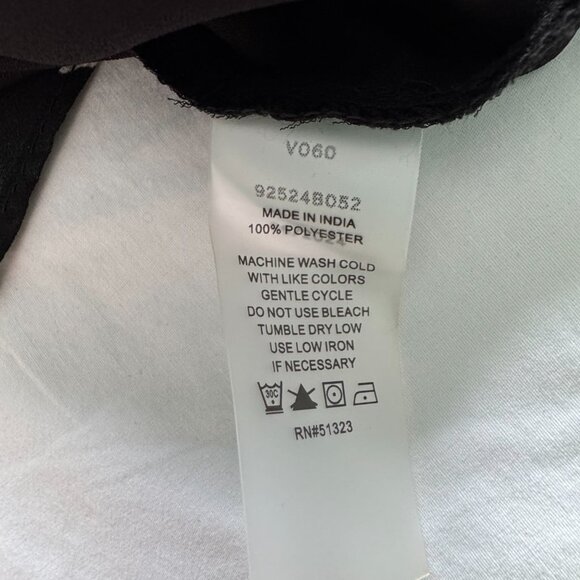 V060
92524B052
MADE IN INDIA
100% POLYESTER
MACHINE WASH COLD
WITH LIKE COLORS
GENTLE CYCLE
DO NOT USE BLEACH
TUMBLE DRY LOW
USE LOW IRON
IF NECESSARY
30C
RN#51323